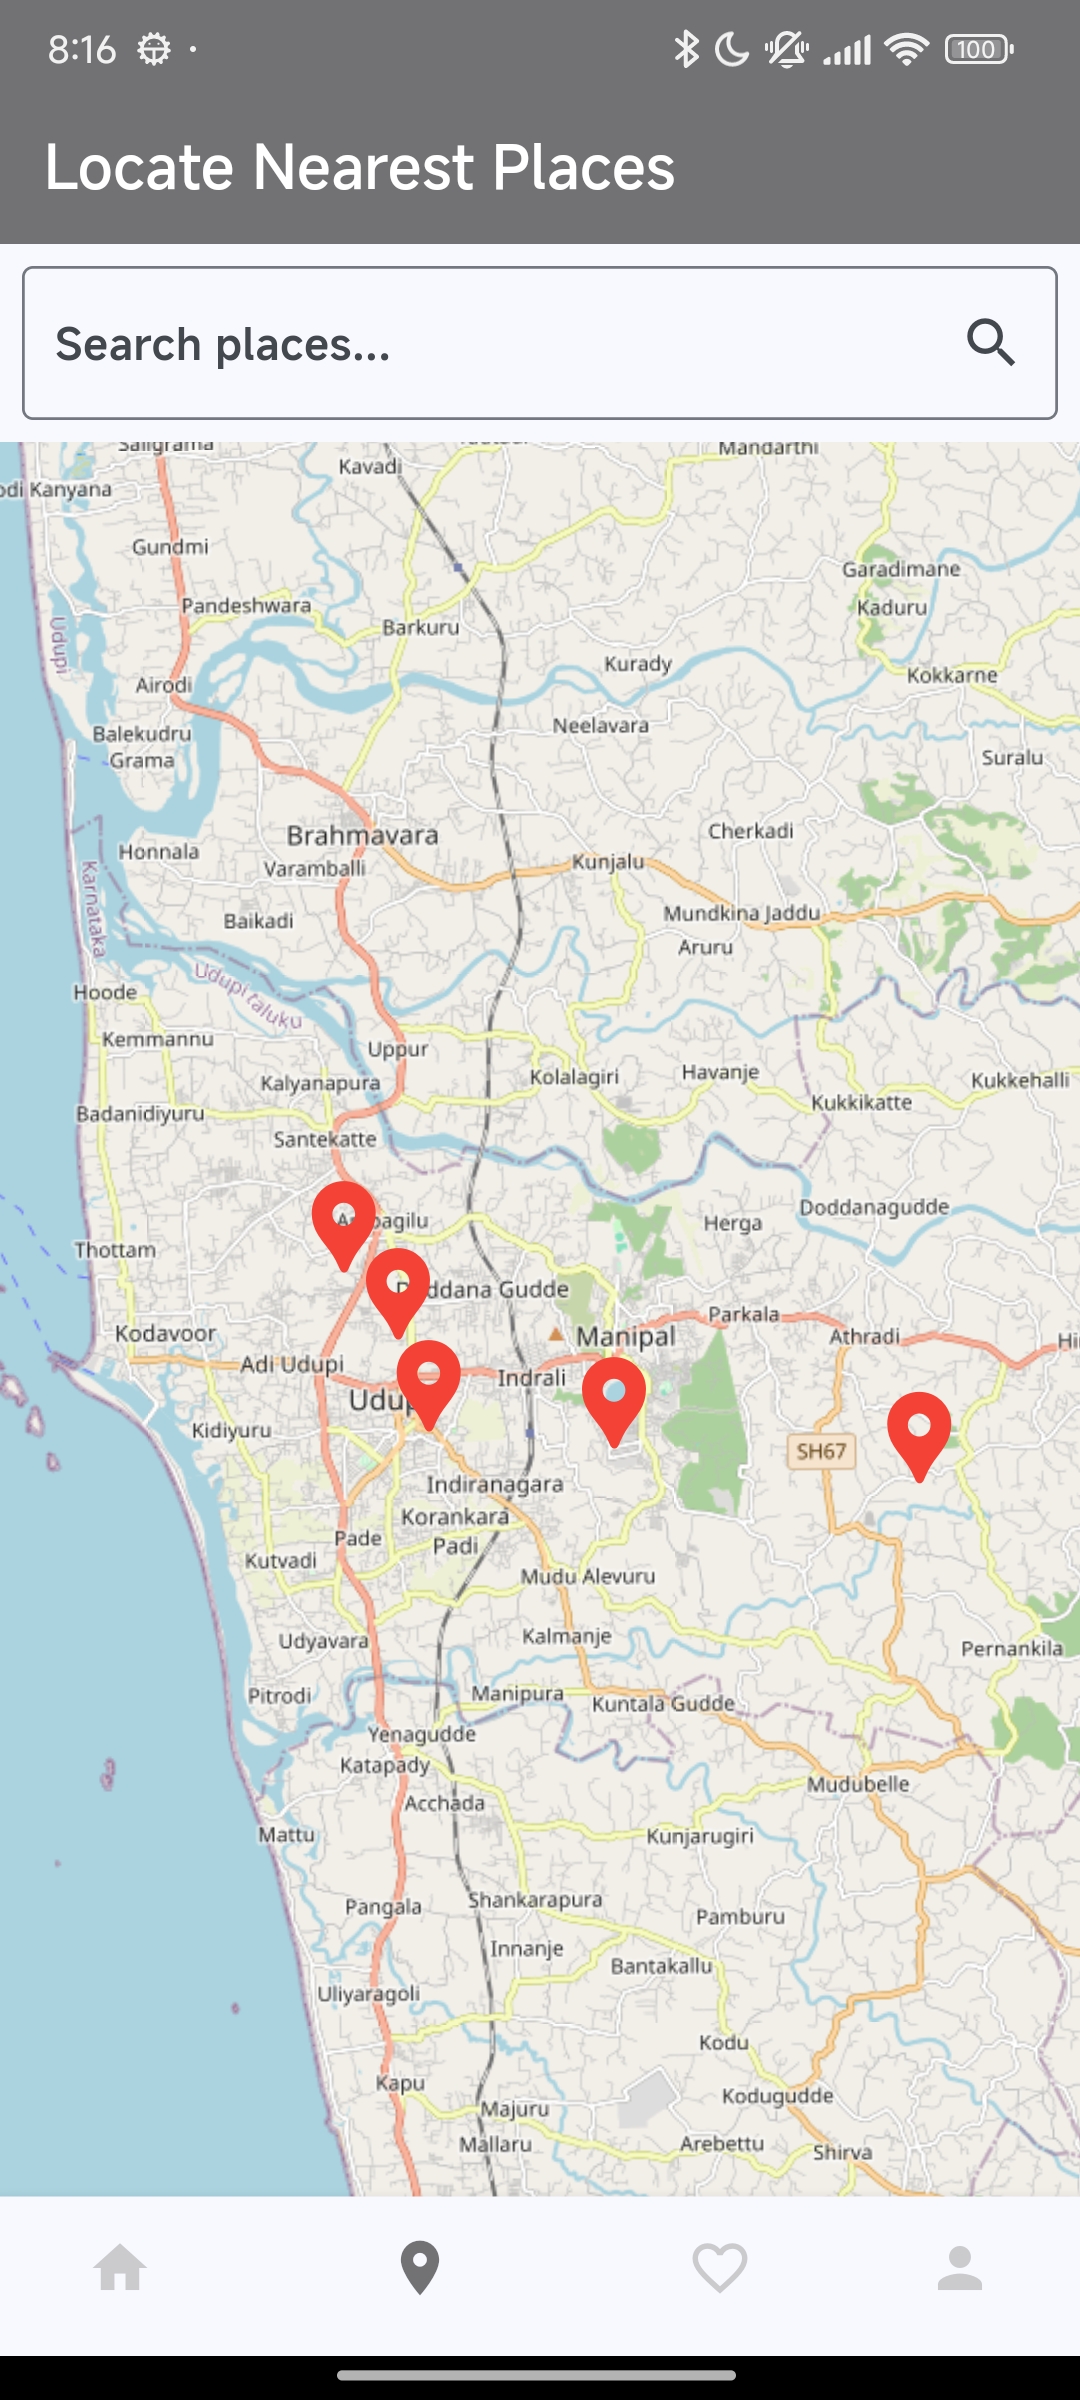 8:16
100
Locate Nearest Places
Search places...
Saligrama
Mandarthi
Kavadi
odi Kanyana
Gundmi
Garadimane
Pandeshwara
Kaduru
Barkuru
Udupi
Kurady
Kokkarne
Airodi
Neelavara
Balekudru
Grama
Suralu
Brahmavara
Cherkadi
Honnala
Varamballi
Kunjalu
Karnataka
Baikadi
Mundkina Jaddu
Aruru
Hoode
Udupi taluku
Kemmannu
Uppur
Kolalagiri
Havanje
Kukkehalli
Kalyanapura
Kukkikatte
Badanidiyuru
Santekatte
Doddanagudde
Herga
bagilu
Thottam
ddana Gudde
Parkala
Kodavoor
Manipal
Athradi
Hi
Adi Udupi
Indrali
Udup
Kidiyuru
SH67
Indiranagara
Korankara
Pade
Padi
Kutvadi
Mudu Alevuru
Kalmanje
Udyavara
Pernankila
Pitrodi
Manipura
Kuntala Gudde
Yenagudde
Katapady
Mudubelle
Acchada
Mattu
Kunjarugiri
Shankarapura
Pangala
Pamburu
Innanje
Bantakallu
Uliyaragoli
Kodu
Kapu
Kodugudde
Majuru
Mallaru
Arebettu
Shirva